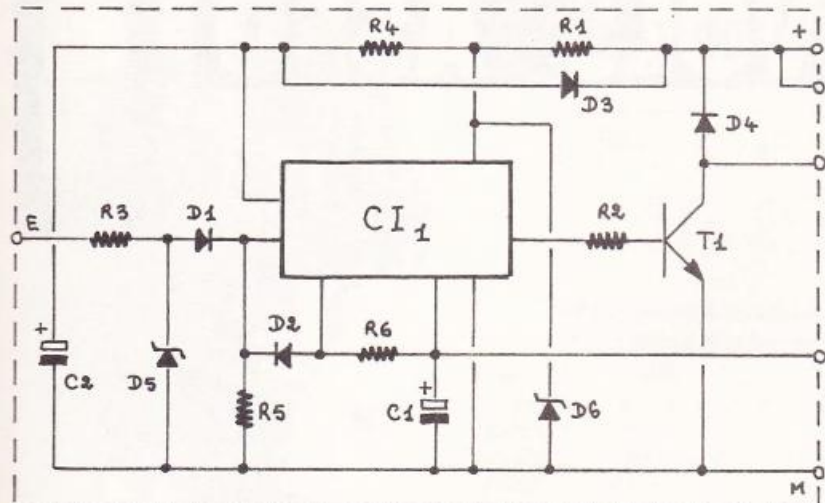 R4
R1
+
D3
D4
E
R3
D1
CI1
R2
T1
+
C2
D5
D2
R6
R5
+
C1
D6
M